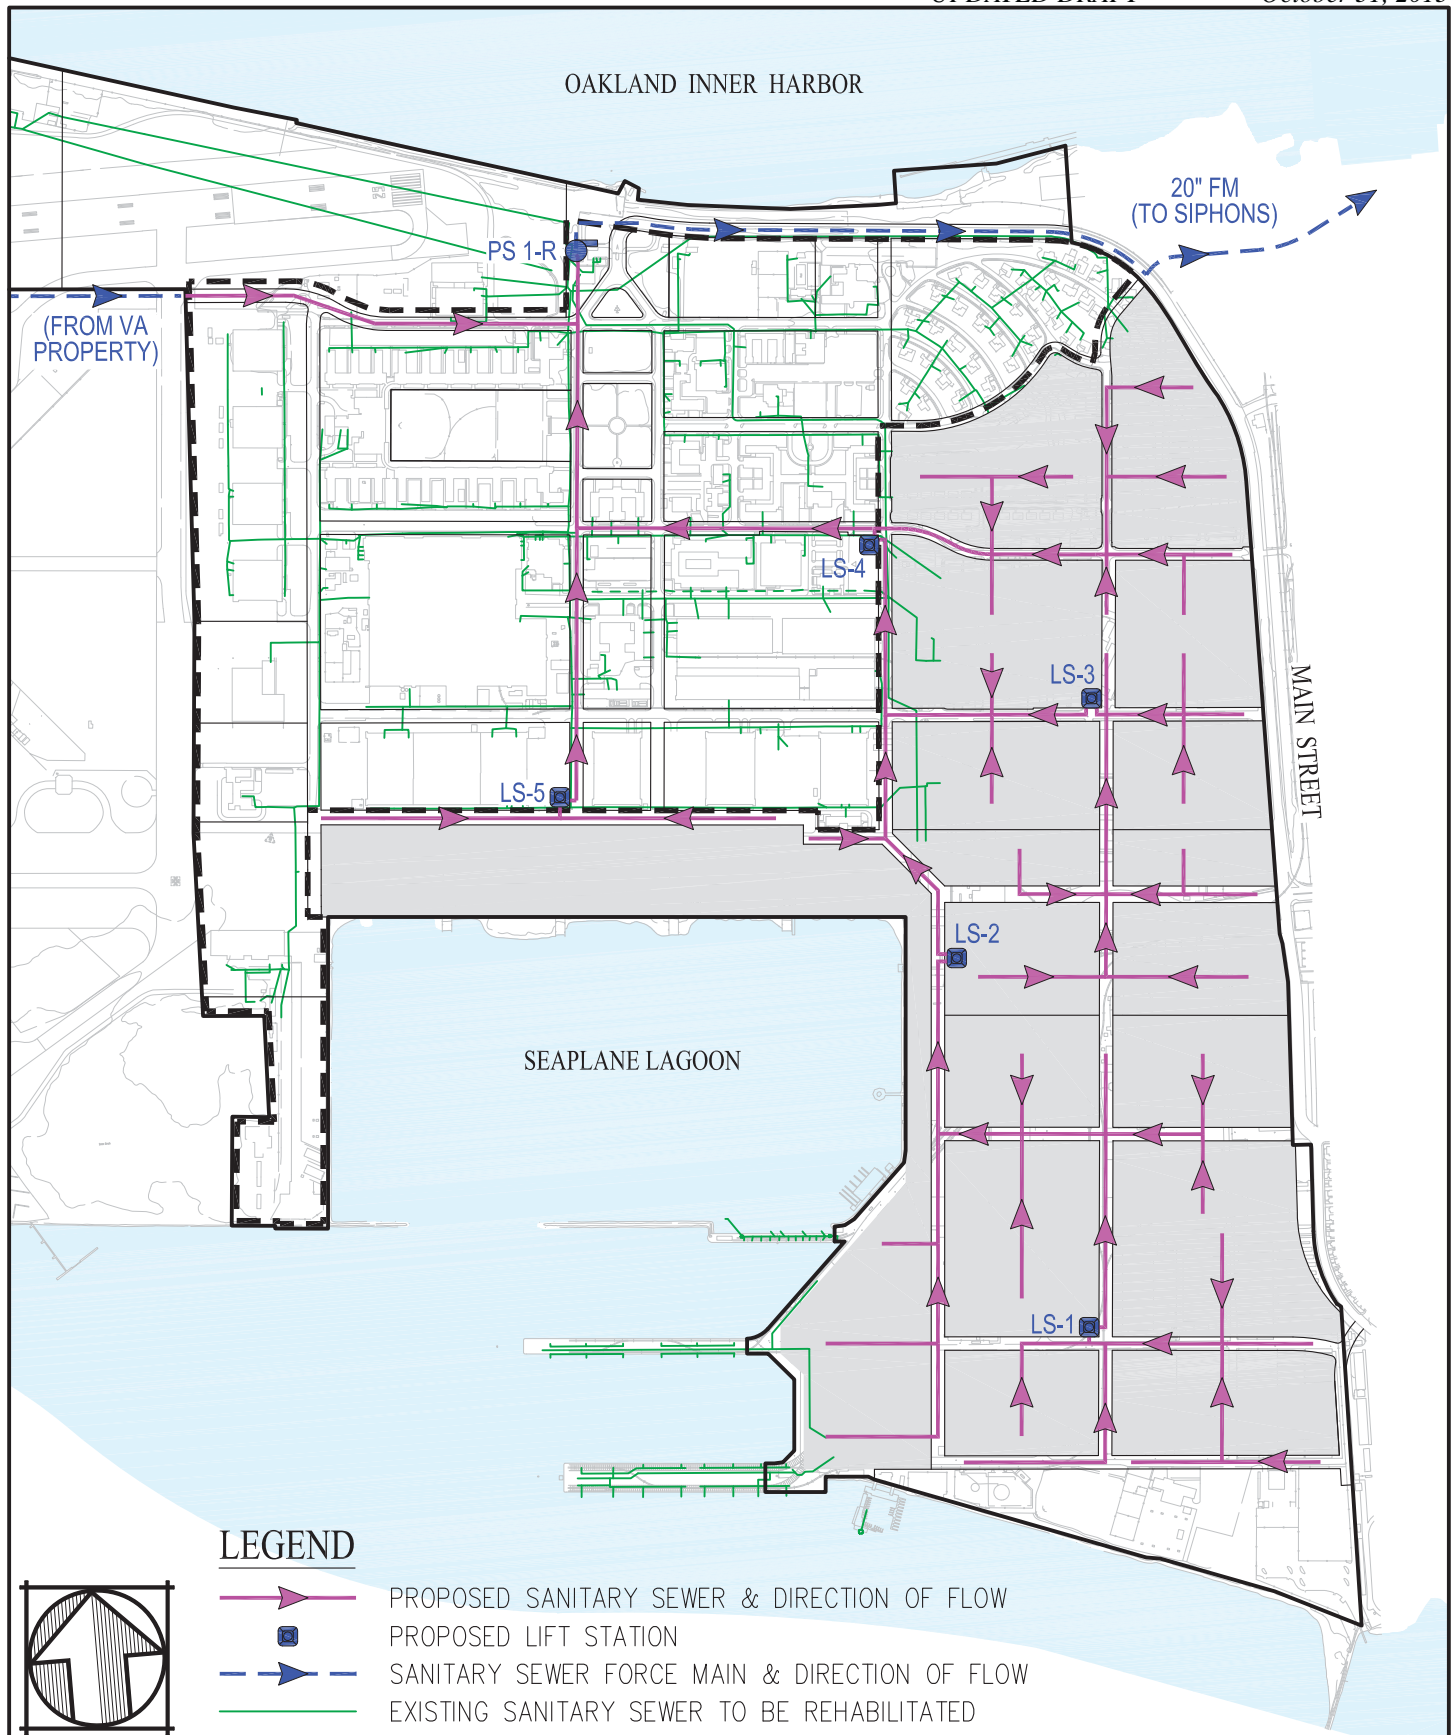 OAKLAND INNER HARBOR
20" FM
(TO SIPHONS)
PS 1-R
(FROM VA
PROPERTY)
LS-4
LS-3
MAIN STREET
LS-5
LS-2
SEAPLANE LAGOON
LS-1
LEGEND
PROPOSED SANITARY SEWER & DIRECTION OF FLOW
PROPOSED LIFT STATION
SANITARY SEWER FORCE MAIN & DIRECTION OF FLOW
EXISTING SANITARY SEWER TO BE REHABILITATED